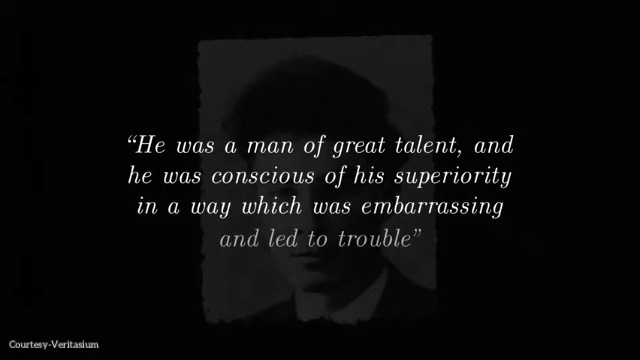 “He was a man of great talent, and
he was conscious of his superiority
in a way which was embarrassing
and led to trouble”
Courtesy-Veritasium